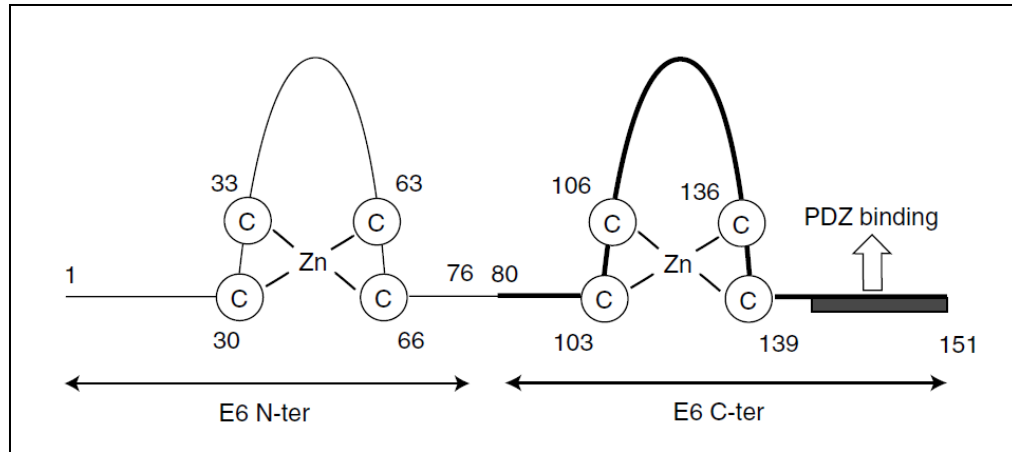 33 63 106 136
C C Zn C C Zn
PDZ binding
1 76 80
C C C C
30 66 103 139 151
E6 N-ter E6 C-ter